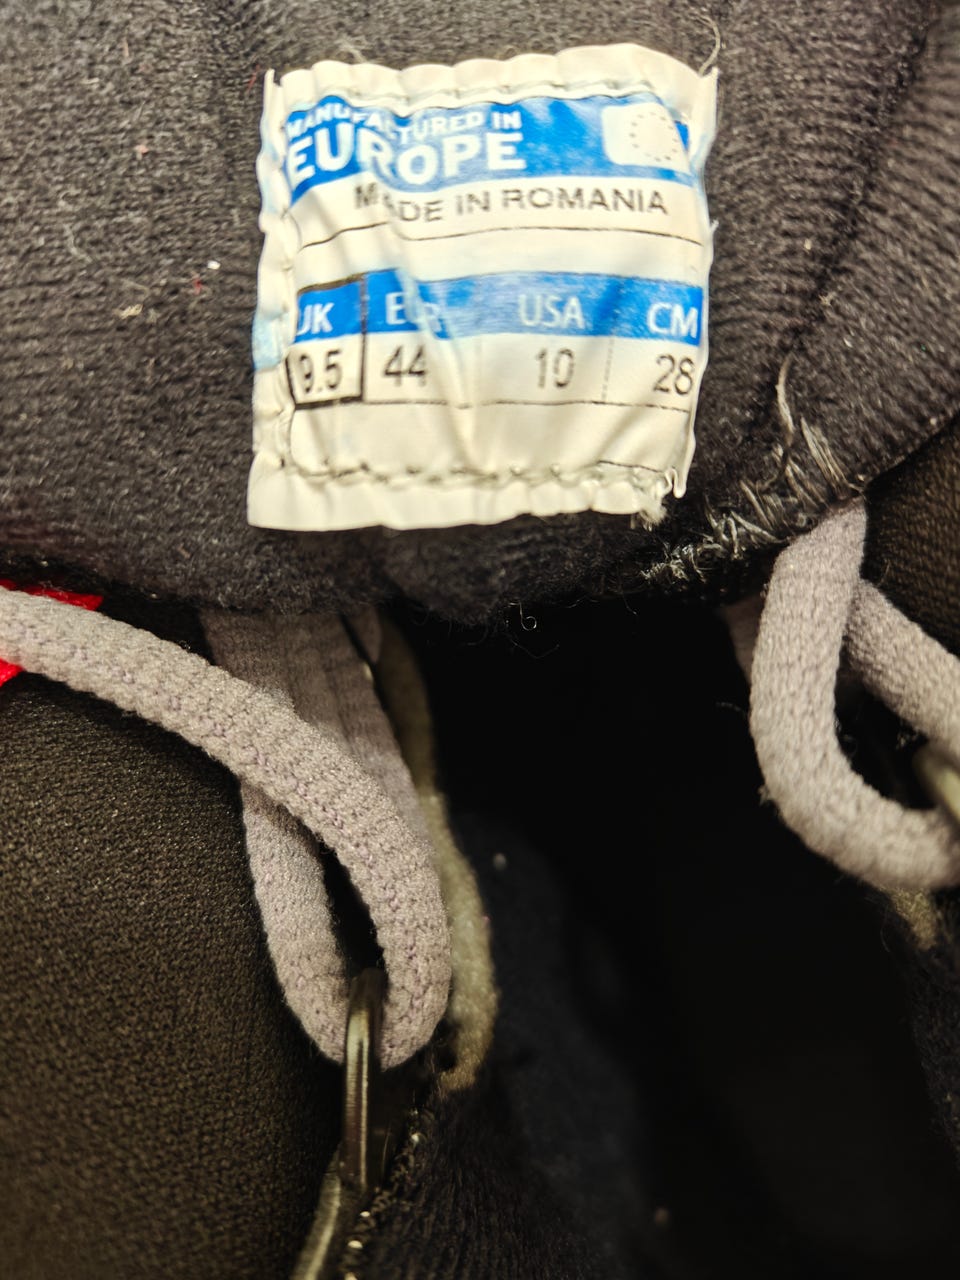 MANUFACTURED IN
EUROPE
MADE IN ROMANIA
UK EUR USA CM
9.5 44 10 28